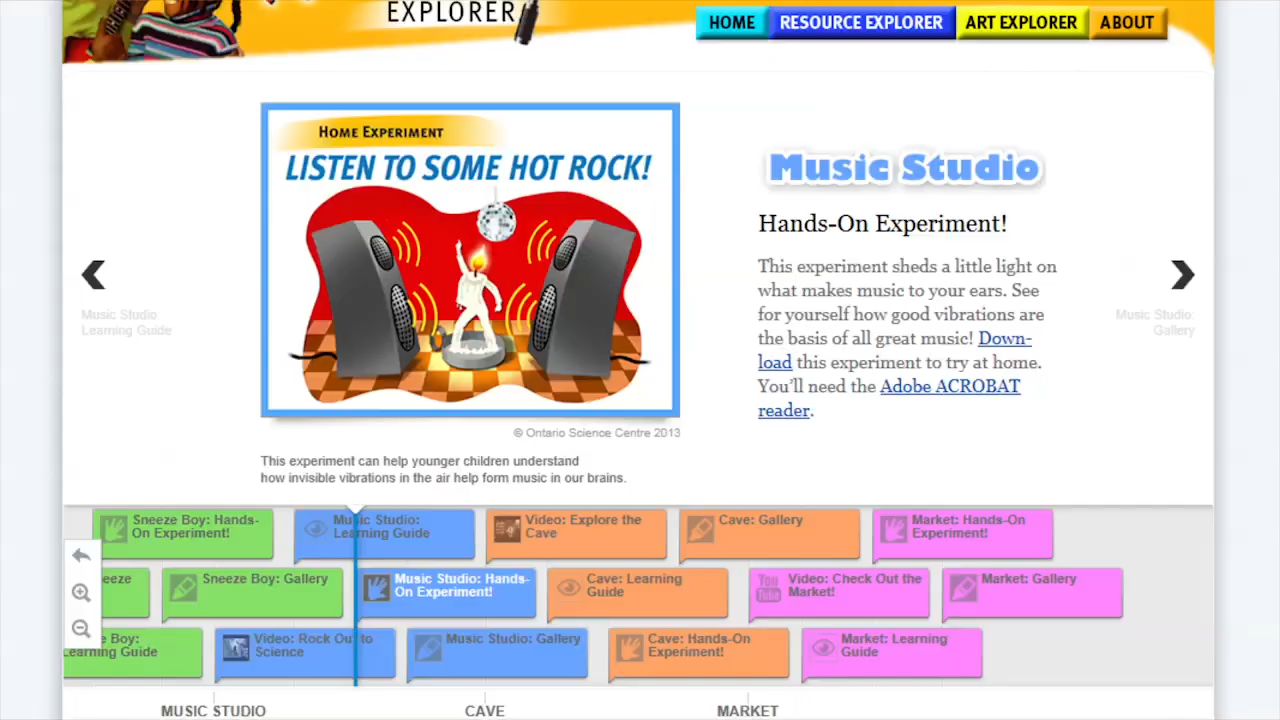 EXPLORER
HOME
RESOURCE EXPLORER
ART EXPLORER
ABOUT
HOME EXPERIMENT
LISTEN TO SOME HOT ROCK!
© Ontario Science Centre 2013
This experiment can help younger children understand
how invisible vibrations in the air help form music in our brains.
Music Studio
Learning Guide
Music Studio
Hands-On Experiment!
This experiment sheds a little light on
what makes music to your ears. See
for yourself how good vibrations are
the basis of all great music! Down-
load this experiment to try at home.
You'll need the Adobe ACROBAT
reader.
Music Studio:
Gallery
Sneeze Boy: Hands-
On Experiment!
Music Studio:
Learning Guide
Video: Explore the
Cave
Cave: Gallery
Market: Hands-On
Experiment!
eeze
Sneeze Boy: Gallery
Music Studio: Hands-
On Experiment!
Cave: Learning
Guide
You
Tube
Video: Check Out the
Market!
Market: Gallery
Boy:
Learning Guide
Video: Rock Out to
Science
Music Studio: Gallery
Cave: Hands-On
Experiment!
Market: Learning
Guide
MUSIC STUDIO
CAVE
MARKET